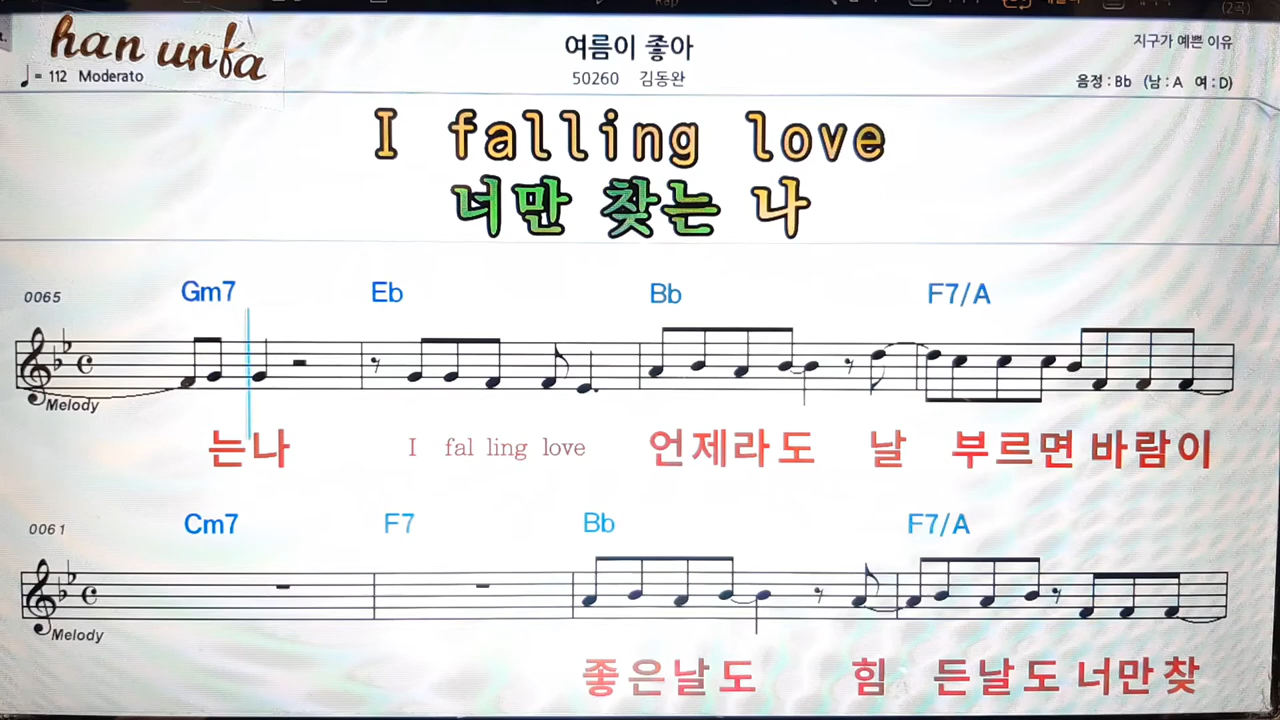 Rap
(2곡)
han unfa
여름이 좋아
지구가 예쁜 이유
♩= 112 Moderato
50260 김동완
음정 : Bb (남 : A 여 : D)
I falling love
너만 찾는 나
0065
Gm7 Eb Bb F7/A
Melody
는나 I fal ling love 언제라도 날 부르면 바람이
0061
Cm7 F7 Bb F7/A
Melody
좋은날도 힘 든날도 너만찾